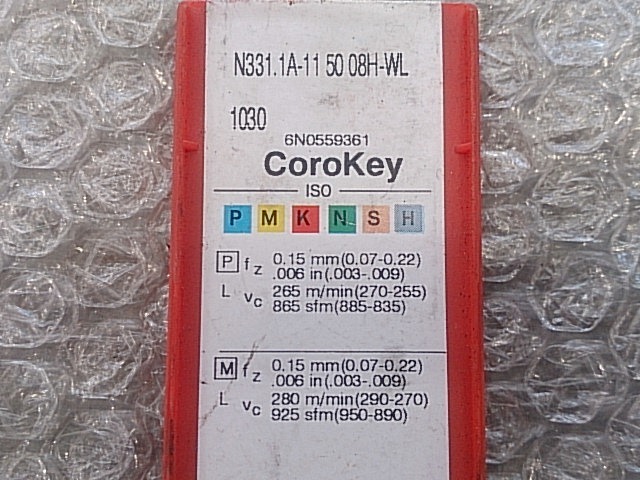 N331.1A-11 50 08H-WL
1030
6N0559361
CoroKey
ISO
P M K N S H
P fz 0.15 mm(0.07-0.22)
.006 in(.003-.009)
L vc 265 m/min(270-255)
865 sfm(885-835)
M fz 0.15 mm(0.07-0.22)
.006 in(.003-.009)
L vc 280 m/min(290-270)
925 sfm(950-890)